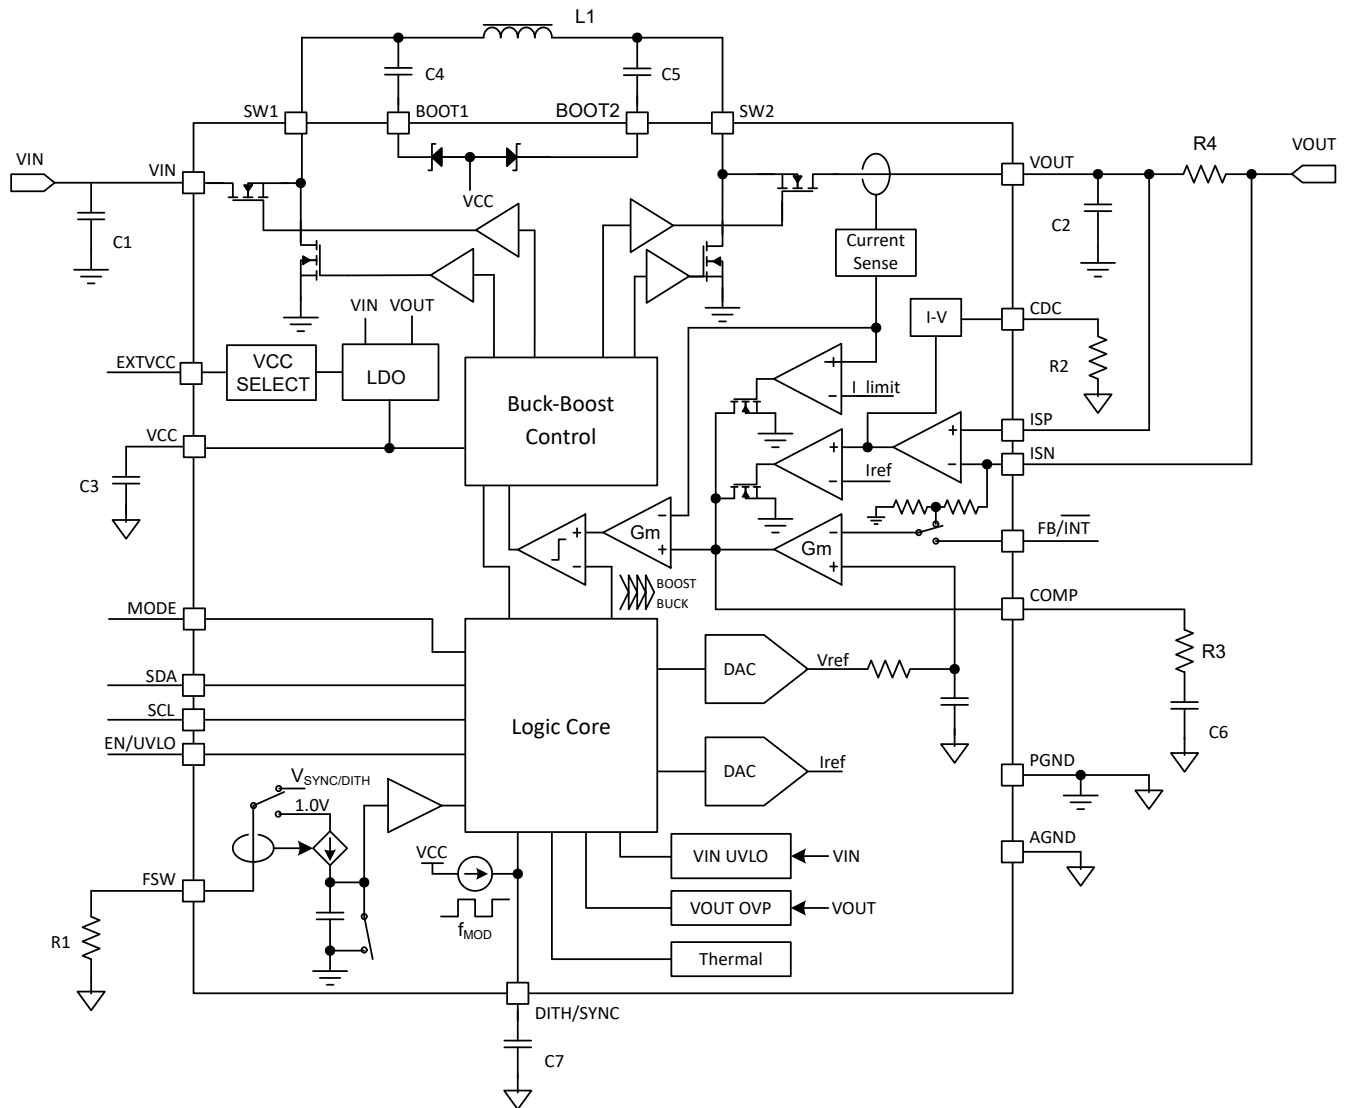 L1
C4
C5
SW1
BOOT1
BOOT2
SW2
VIN
VIN
VCC
VOUT
R4
VOUT
C1
C2
Current
Sense
VIN
VOUT
I-V
CDC
EXTVCC
VCC
SELECT
LDO
R2
Buck-Boost
Control
+
−
I_limit
VCC
ISP
+
−
ISN
+
−
Iref
C3
Gm
−
+
+
−
Gm
−
+
FB/INT
BOOST
BUCK
MODE
COMP
SDA
DAC
Vref
R3
SCL
Logic Core
C6
EN/UVLO
DAC
Iref
PGND
VSYNC/DITH
1.0V
AGND
VCC
VIN UVLO
VIN
FSW
VOUT OVP
VOUT
fMOD
R1
Thermal
DITH/SYNC
C7